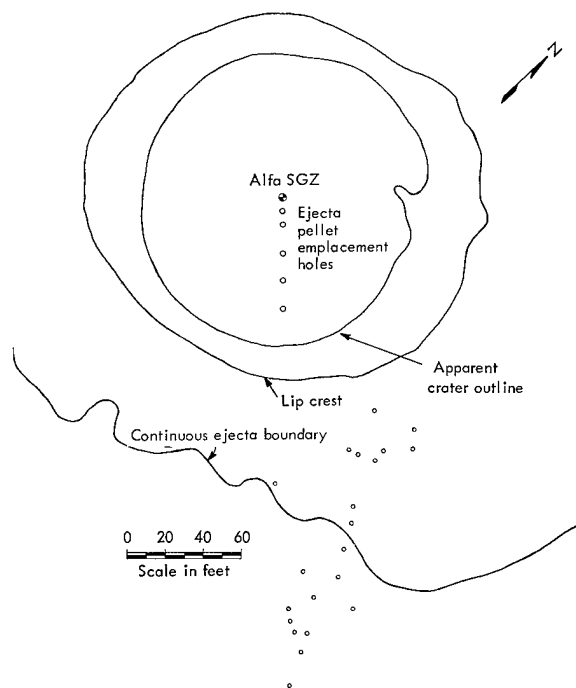 N
Alfa SGZ
Ejecta
pellet
emplacement
holes
Apparent
crater outline
Lip crest
Continuous ejecta boundary
0 20 40 60
Scale in feet